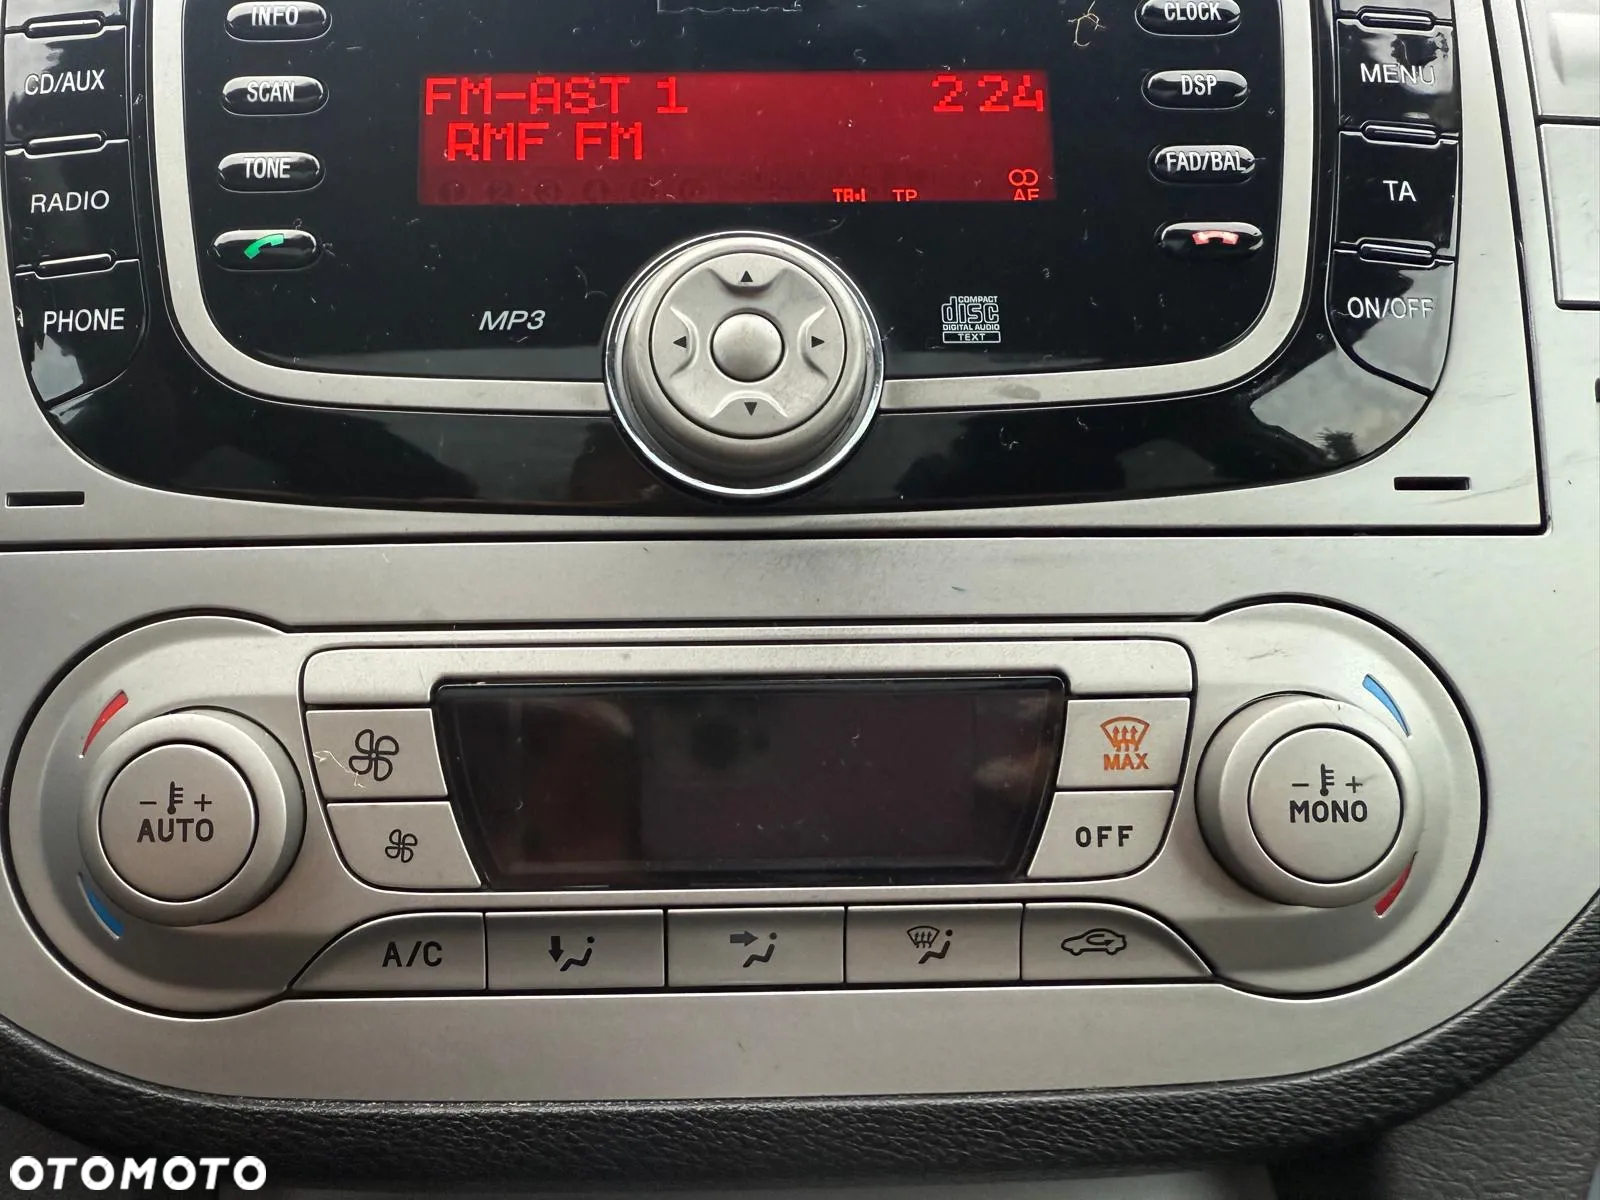 INFO
CLOCK
CD/AUX
SCAN
FM-AST 1
2 24
DSP
MENU
RMF FM
TONE
FAD/BAL
RADIO
TA
TP
AF
TA
PHONE
MP3
COMPACT
disc
DIGITAL AUDIO
TEXT
ON/OFF
MAX
- +
AUTO
- +
MONO
OFF
A/C
OTOMOTO